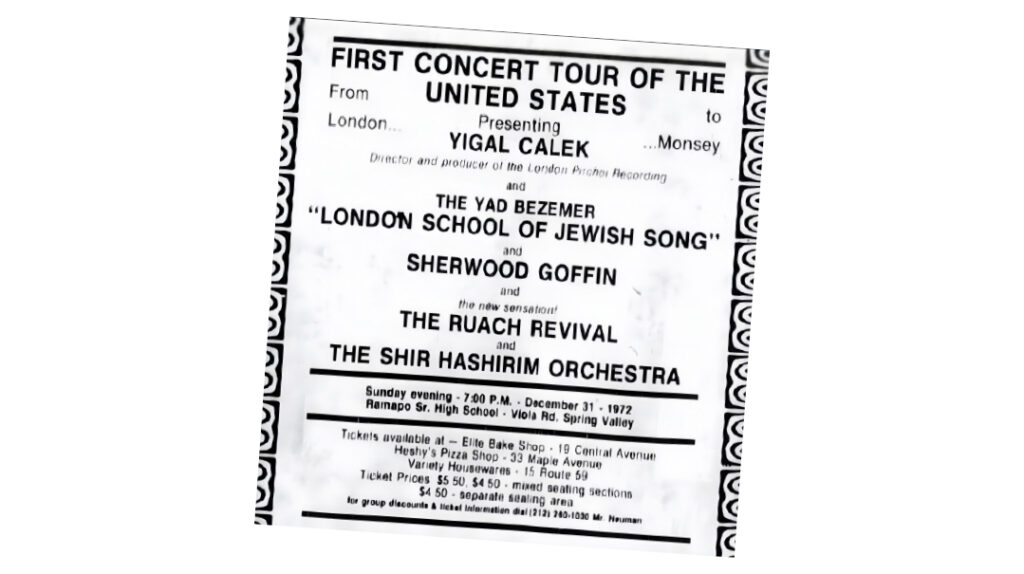 FIRST CONCERT TOUR OF THE
UNITED STATES
From
London...
to
...Monsey
Presenting
YIGAL CALEK
Director and producer of the London Pirchei Recording
and
THE YAD BEZEMER
"LONDON SCHOOL OF JEWISH SONG"
and
SHERWOOD GOFFIN
and
the new sensation!
THE RUACH REVIVAL
and
THE SHIR HASHIRIM ORCHESTRA
Sunday evening - 7:00 P.M. - December 31 - 1972
Ramapo Sr. High School - Viola Rd. Spring Valley
Tickets available at — Elite Bake Shop - 19 Central Avenue
Heshy's Pizza Shop - 33 Maple Avenue
Variety Housewares - 15 Route 59
Ticket Prices $5.50, $4.50 - mixed seating sections
$4.50 - separate seating area
for group discounts & ticket information dial (212) Mr. Neuman